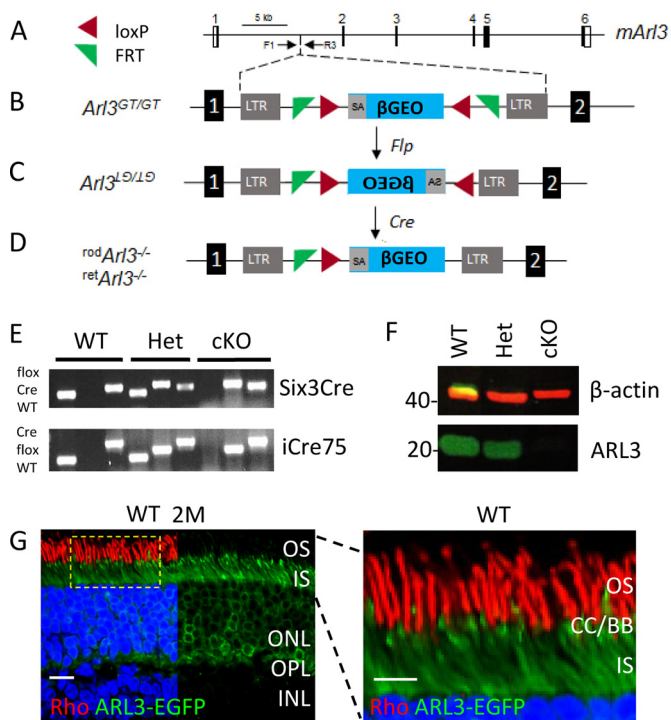 A
loxP
FRT
1
5 kb
2
3
4
5
6
mArl3
F1
R3
B
Arl3GT/GT
1
LTR
SA
βGEO
LTR
2
Flp
C
Arl3LG/LG
1
LTR
βGEO
SA
LTR
2
Cre
D
rodArl3-/-
retArl3-/-
1
LTR
SA
βGEO
LTR
2
E
WT Het cKO
flox
Cre
WT
Six3Cre
Cre
flox
WT
iCre75
F
WT
Het
cKO
40-
β-actin
20-
ARL3
G
WT 2M
OS
IS
ONL
OPL
INL
Rho ARL3-EGFP
WT
OS
CC/BB
IS
Rho ARL3-EGFP